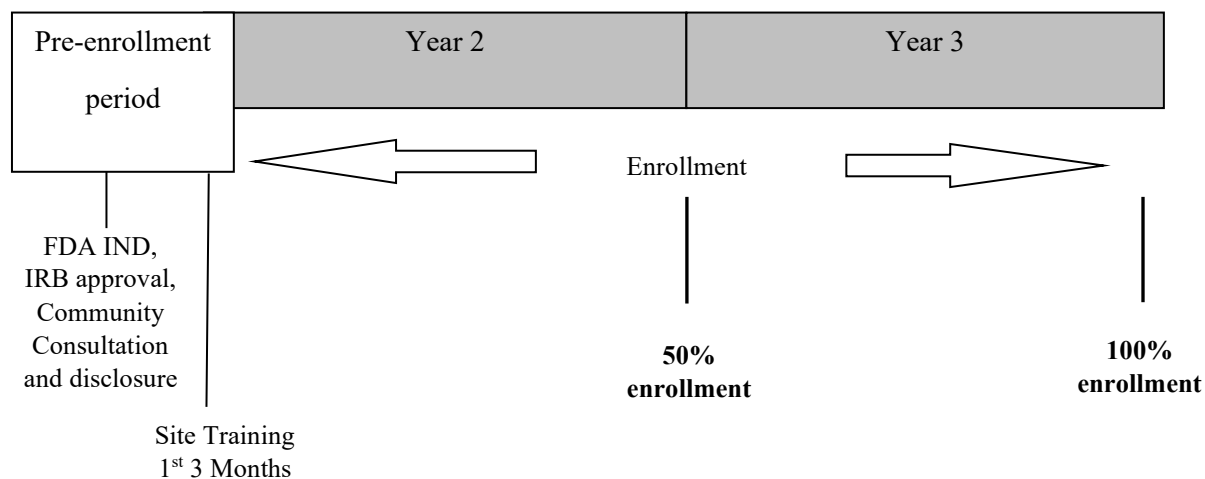 Pre-enrollment
period
Year 2
Year 3
Enrollment
FDA IND,
IRB approval,
Community
Consultation
and disclosure
Site Training
1st 3 Months
50%
enrollment
100%
enrollment